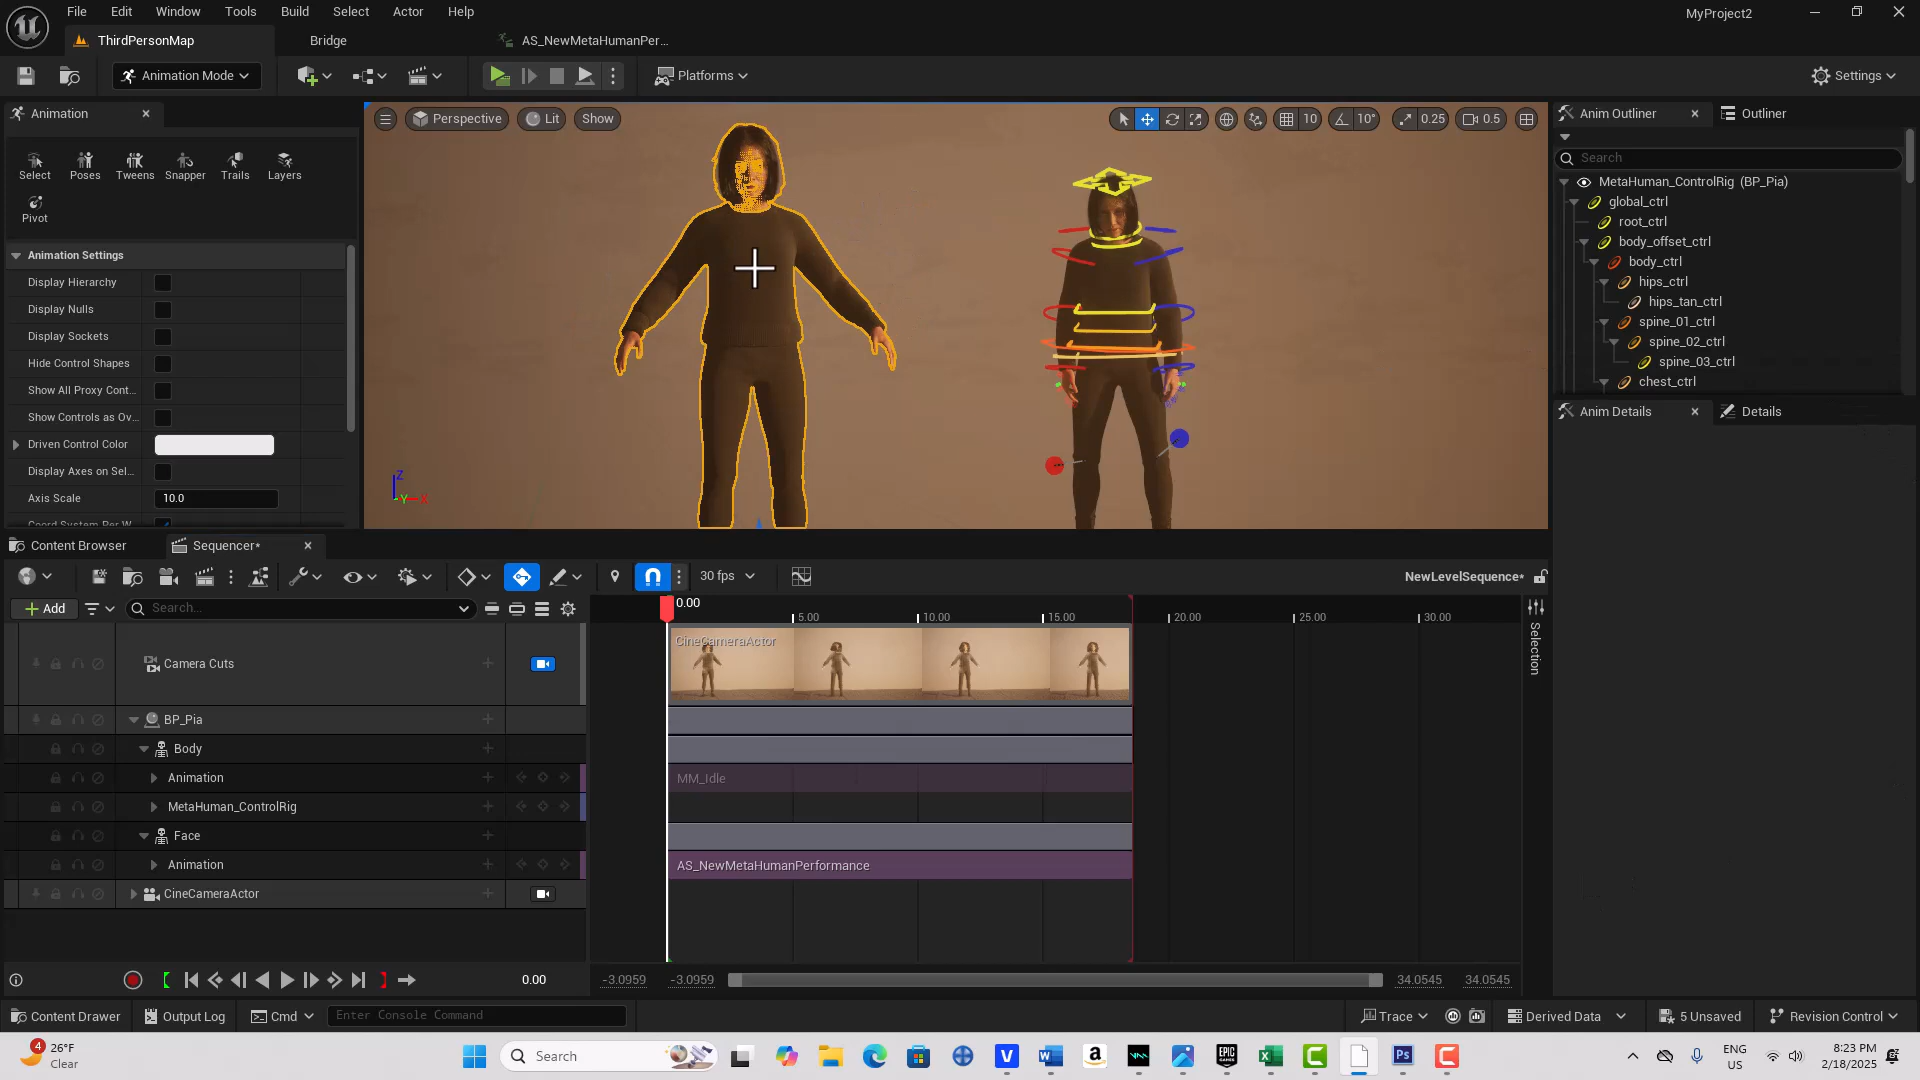 File Edit Window Tools Build Select Actor Help
MyProject2
ThirdPersonMap
Bridge
AS_NewMetaHumanPer...
Animation Mode
Platforms
Settings
Animation
Select Poses Tweens Snapper Trails Layers
Pivot
Animation Settings
Display Hierarchy
Display Nulls
Display Sockets
Hide Control Shapes
Show All Proxy Cont...
Show Controls as Ov...
Driven Control Color
Display Axes on Sel...
Axis Scale 10.0
Coord System Per W
Perspective Lit Show
10 10° 0.25 0.5
Z
Y X
Anim Outliner Outliner
Search
MetaHuman_ControlRig (BP_Pia)
global_ctrl
root_ctrl
body_offset_ctrl
body_ctrl
hips_ctrl
hips_tan_ctrl
spine_01_ctrl
spine_02_ctrl
spine_03_ctrl
chest_ctrl
Anim Details Details
Content Browser Sequencer*
30 fps
NewLevelSequence*
Add
Search...
0.00
5.00 10.00 15.00 20.00 25.00 30.00
Selection
Camera Cuts
CineCameraActor
BP_Pia
Body
Animation
MM_Idle
MetaHuman_ControlRig
Face
Animation
AS_NewMetaHumanPerformance
CineCameraActor
0.00
-3.0959 -3.0959 34.0545 34.0545
Content Drawer Output Log Cmd Enter Console Command
Trace Derived Data 5 Unsaved Revision Control
4
26°F
Clear
Search
ENG
US
8:23 PM
2/18/2025